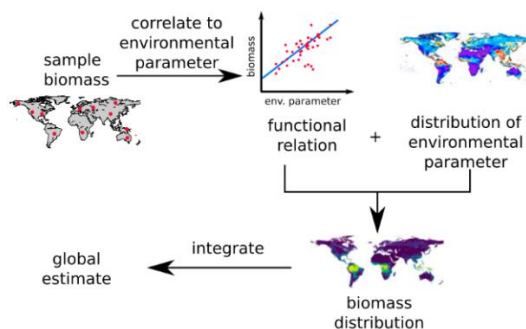 correlate to
environmental
parameter
sample
biomass
biomass
env. parameter
functional
relation
+
distribution of
environmental
parameter
integrate
global
estimate
biomass
distribution